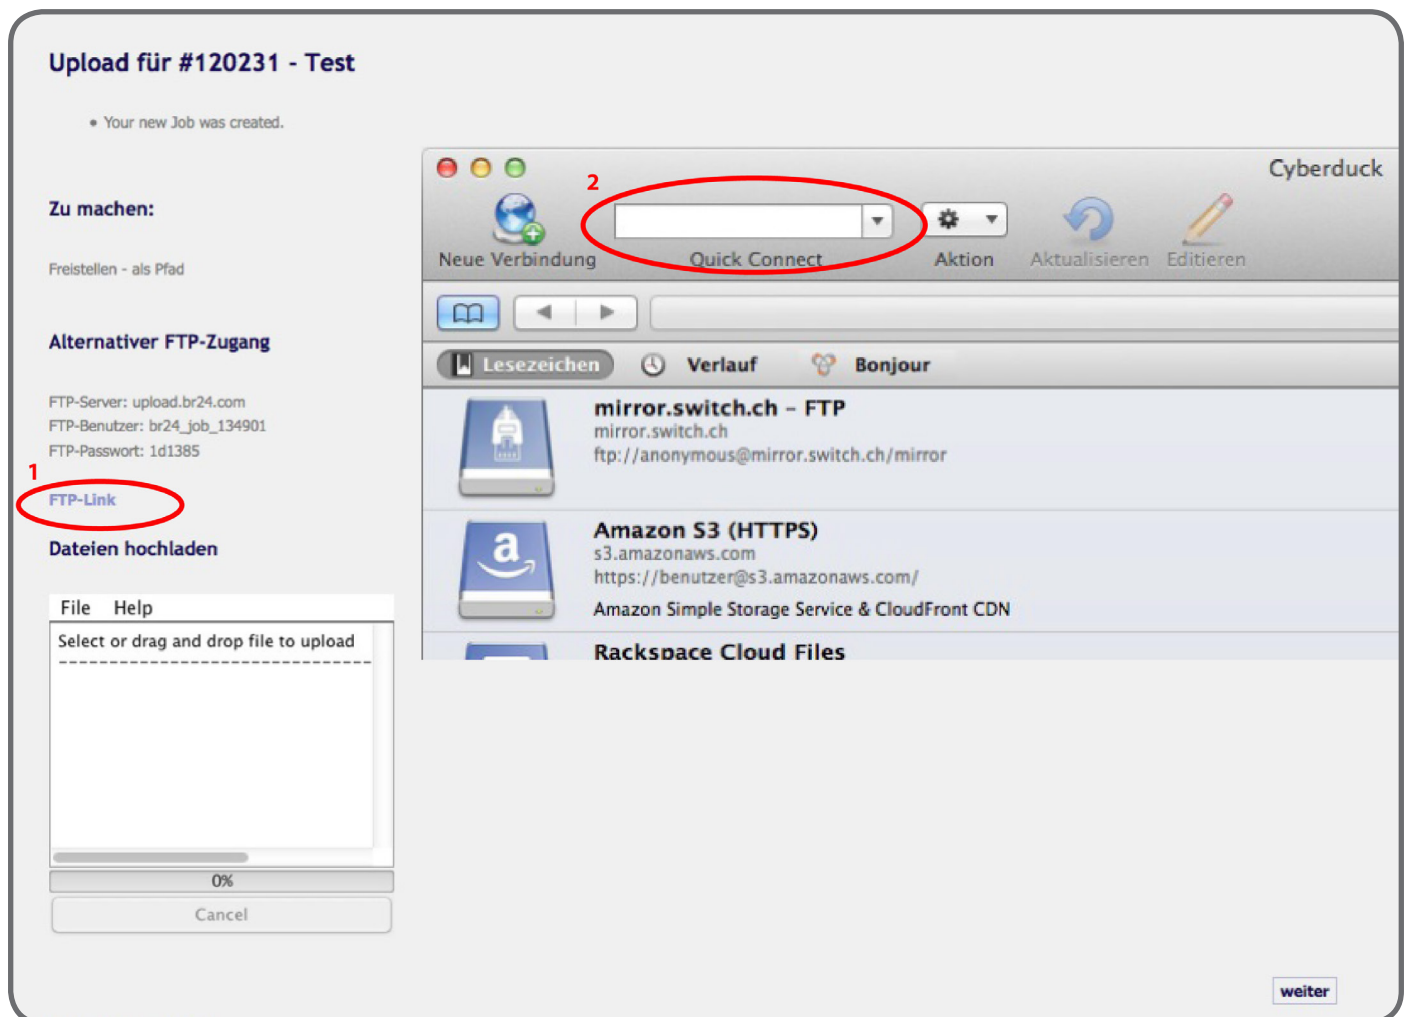 Upload für #120231 - Test
• Your new Job was created.
Zu machen:
Freistellen - als Pfad
Alternativer FTP-Zugang
FTP-Server: upload.br24.com
FTP-Benutzer: br24_job_134901
FTP-Passwort: 1d1385
1
FTP-Link
Dateien hochladen
File Help
Select or drag and drop file to upload
0%
Cancel
Cyberduck
2
Neue Verbindung
Quick Connect
Aktion
Aktualisieren
Editieren
Lesezeichen
Verlauf
Bonjour
mirror.switch.ch – FTP
mirror.switch.ch
ftp://anonymous@mirror.switch.ch/mirror
Amazon S3 (HTTPS)
s3.amazonaws.com
https://benutzer@s3.amazonaws.com/
Amazon Simple Storage Service & CloudFront CDN
Rackspace Cloud Files
weiter